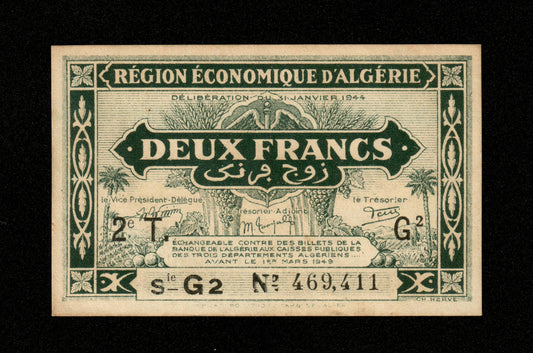 RÉGION ÉCONOMIQUE D'ALGÉRIE
DÉLIBÉRATION DU 31 JANVIER 1944
DEUX FRANCS
زوج فرنك
le Vice Président-Délégué
le Trésorier-Adjoint
le Trésorier
2e T.
G2
ÉCHANGEABLE CONTRE DES BILLETS DE LA
BANQUE DE L'ALGÉRIE AUX CAISSES PUBLIQUES
DES TROIS DÉPARTEMENTS ALGÉRIENS
AVANT LE 1ER MARS 1949
Sie G2 No 469,411
CH. HERVÉ